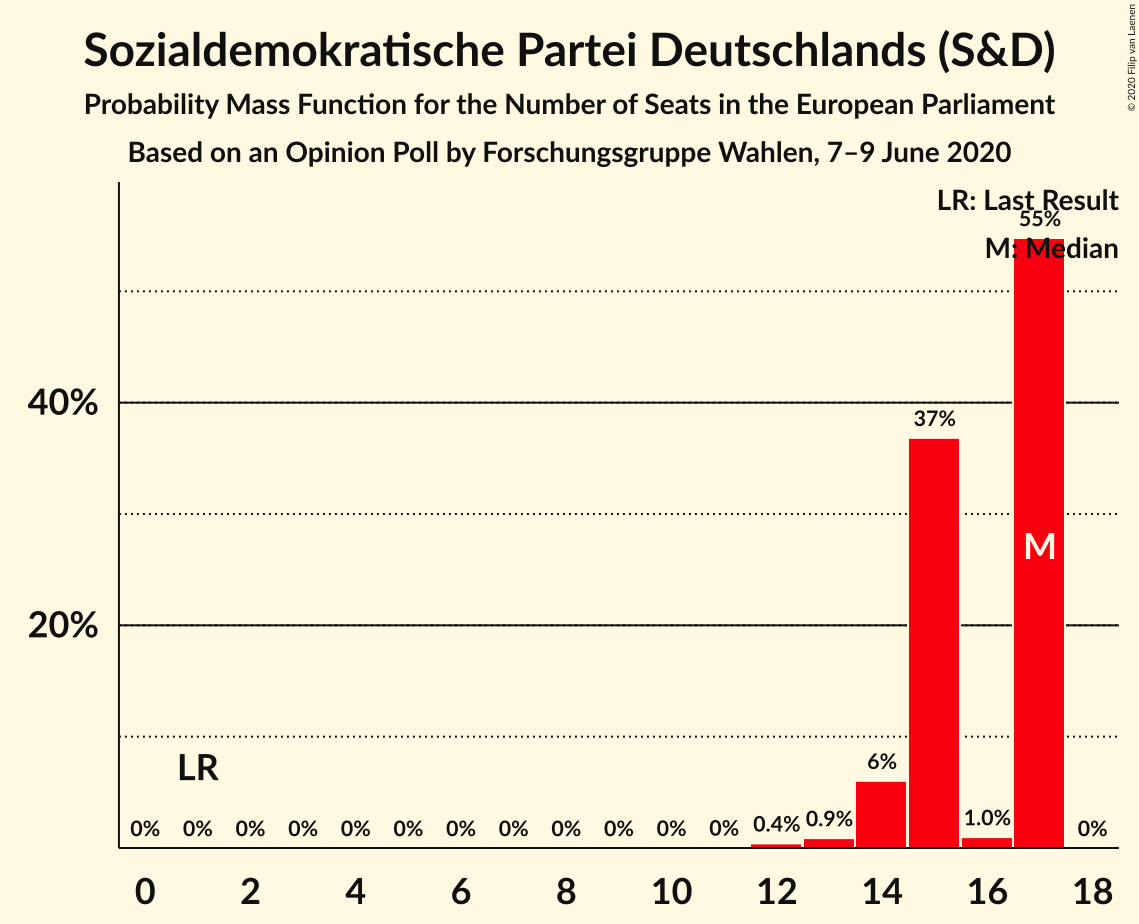 Sozialdemokratische Partei Deutschlands (S&D)
Probability Mass Function for the Number of Seats in the European Parliament
Based on an Opinion Poll by Forschungsgruppe Wahlen, 7–9 June 2020
© 2020 Filip van Laenen
LR: Last Result
M: Median
55%
40%
37%
M
20%
LR
6%
0% 0% 0% 0% 0% 0% 0% 0% 0% 0% 0% 0% 0.4% 0.9% 1.0% 0%
0 2 4 6 8 10 12 14 16 18